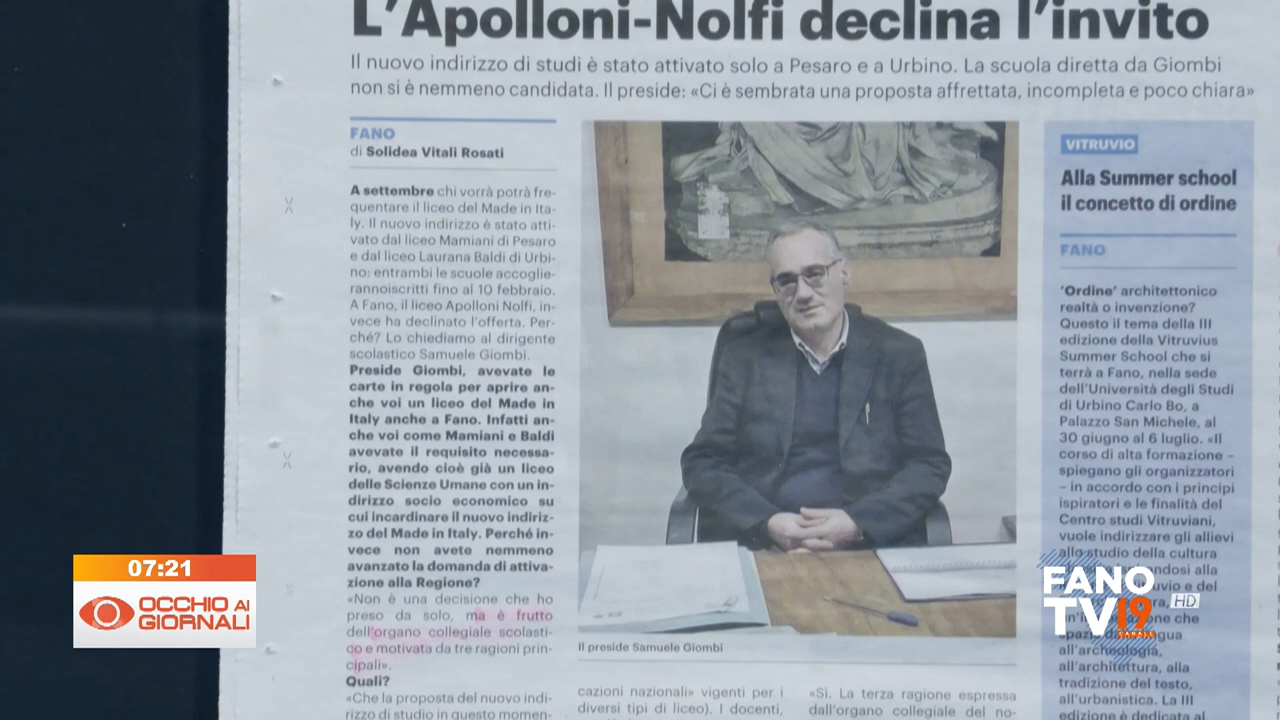 L'Apolloni-Nolfi declina l'invito
Il nuovo indirizzo di studi è stato attivato solo a Pesaro e a Urbino. La scuola diretta da Giombi
non si è nemmeno candidata. Il preside: «Ci è sembrata una proposta affrettata, incompleta e poco chiara»
FANO
di Solidea Vitali Rosati
A settembre chi vorrà potrà fre-
quentare il liceo del Made in Ita-
ly. Il nuovo indirizzo è stato atti-
vato dal liceo Mamiani di Pesaro
e dal liceo Laurana Baldi di Urbi-
no: entrambi le scuole accoglie-
rannoiscritti fino al 10 febbraio.
A Fano, il liceo Apolloni Nolfi, in-
vece ha declinato l'offerta. Per-
ché? Lo chiediamo al dirigente
scolastico Samuele Giombi.
Preside Giombi, avevate le
carte in regola per aprire an-
che voi un liceo del Made in
Italy anche a Fano. Infatti an-
che voi come Mamiani e Baldi
avevate il requisito necessa-
rio, avendo cioè già un liceo
delle Scienze Umane con un in-
dirizzo socio economico su
cui incardinare il nuovo indiriz-
zo del Made in Italy. Perché in-
vece non avete nemmeno
avanzato la domanda di attiva-
zione alla Regione?
«Non è una decisione che ho
preso da solo, ma è frutto
dell'organo collegiale scolasti-
co e motivata da tre ragioni prin-
cipali».
Quali?
«Che la proposta del nuovo indi-
rizzo di studio in questo momen-
Il preside Samuele Giombi
cazioni nazionali» vigenti per i
diversi tipi di liceo). I docenti,
«Sì. La terza ragione espressa
dall'organo collegiale del no-
VITRUVIO
Alla Summer school
il concetto di ordine
FANO
'Ordine' architettonico
realtà o invenzione?
Questo il tema della III
edizione della Vitruvius
Summer School che si
terrà a Fano, nella sede
dell'Università degli Studi
di Urbino Carlo Bo, a
Palazzo San Michele, al
30 giugno al 6 luglio. «Il
corso di alta formazione –
spiegano gli organizzatori
– in accordo con i principi
ispiratori e le finalità del
Centro studi Vitruviani,
vuole indirizzare gli allievi
allo studio della cultura
alla
e del
che
all'archeologia,
all'architettura, alla
tradizione del testo,
all'urbanistica. La III
edizione è dedicata al
07:21
OCCHIO AI
GIORNALI
FANO
TV 19
HD